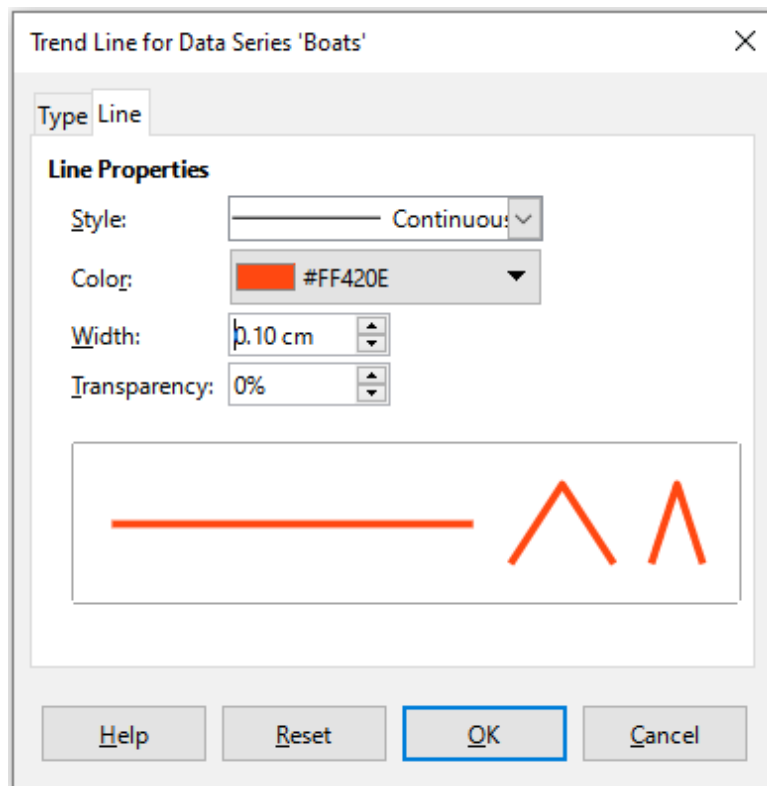 Trend Line for Data Series 'Boats'
Type Line
Line Properties
Style: Continuous
Color: #FF420E
Width: 0.10 cm
Transparency: 0%
Help Reset OK Cancel